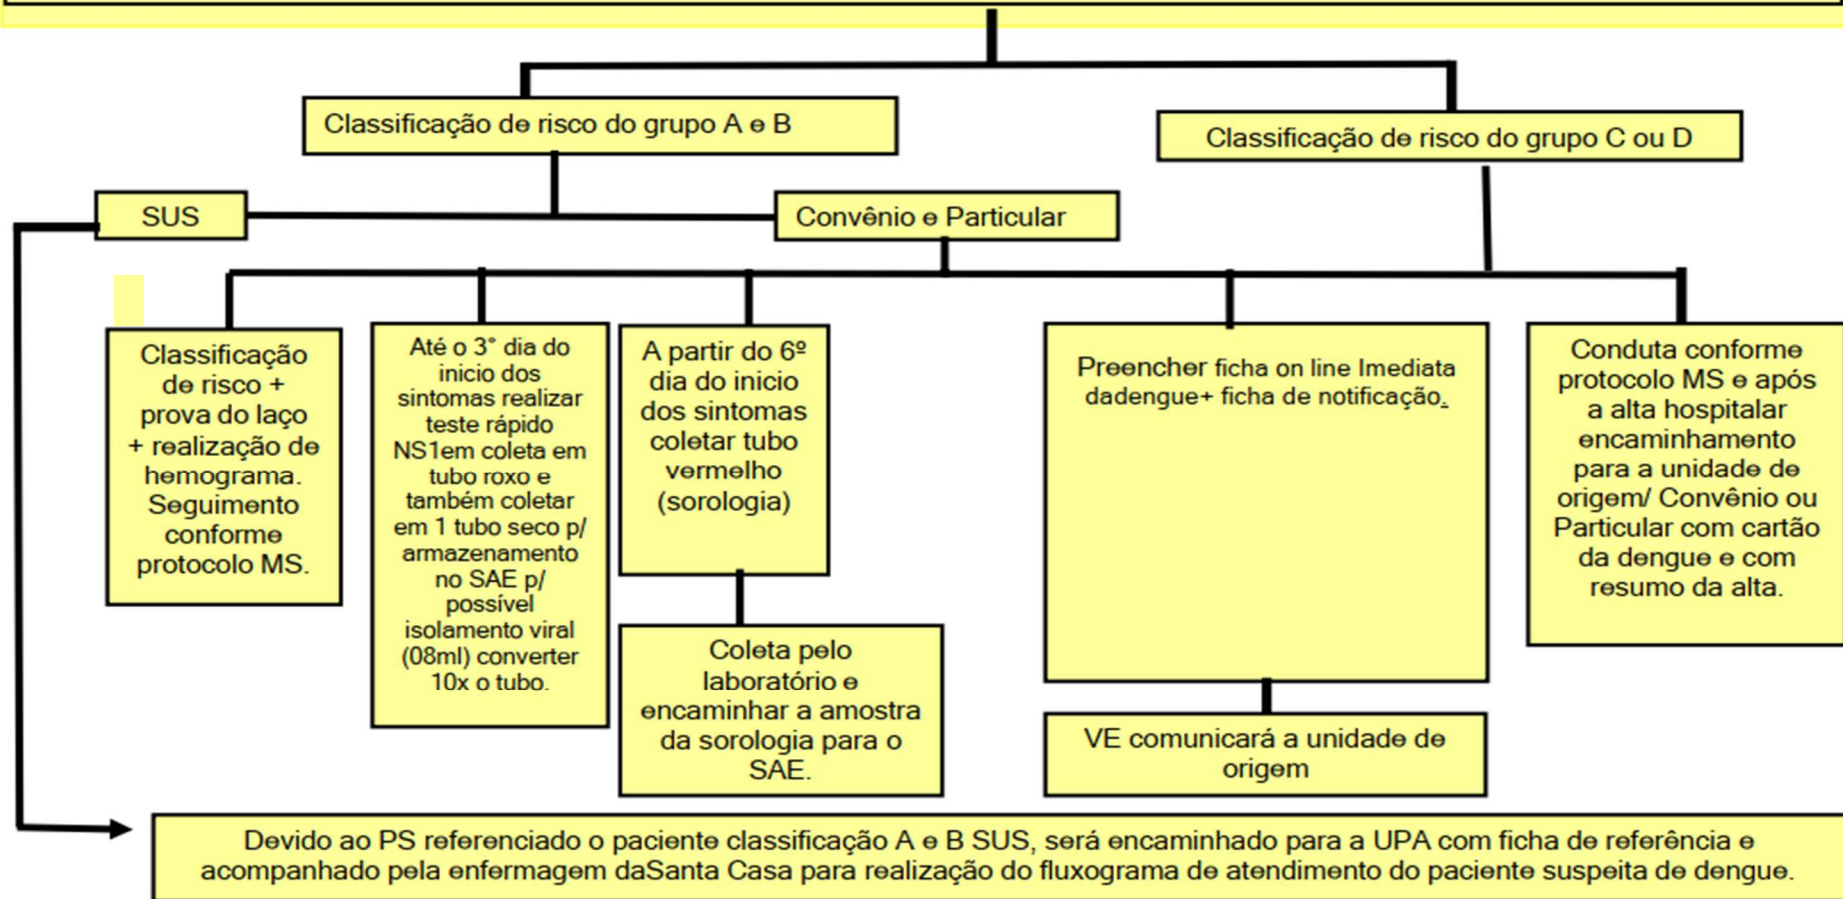 Classificação de risco do grupo A e B
Classificação de risco do grupo C ou D
SUS
Convênio e Particular
Classificação
de risco +
prova do laço
+ realização de
hemograma.
Seguimento
conforme
protocolo MS.
Até o 3° dia do
inicio dos
sintomas realizar
teste rápido
NS1em coleta em
tubo roxo e
também coletar
em 1 tubo seco p/
armazenamento
no SAE p/
possível
isolamento viral
(08ml) converter
10x o tubo.
A partir do 6º
dia do inicio
dos sintomas
coletar tubo
vermelho
(sorologia)
Coleta pelo
laboratório e
encaminhar a amostra
da sorologia para o
SAE.
Preencher ficha on line Imediata
dadengue+ ficha de notificação.
VE comunicará a unidade de
origem
Conduta conforme
protocolo MS e após
a alta hospitalar
encaminhamento
para a unidade de
origem/ Convênio ou
Particular com cartão
da dengue e com
resumo da alta.
Devido ao PS referenciado o paciente classificação A e B SUS, será encaminhado para a UPA com ficha de referência e
acompanhado pela enfermagem daSanta Casa para realização do fluxograma de atendimento do paciente suspeita de dengue.